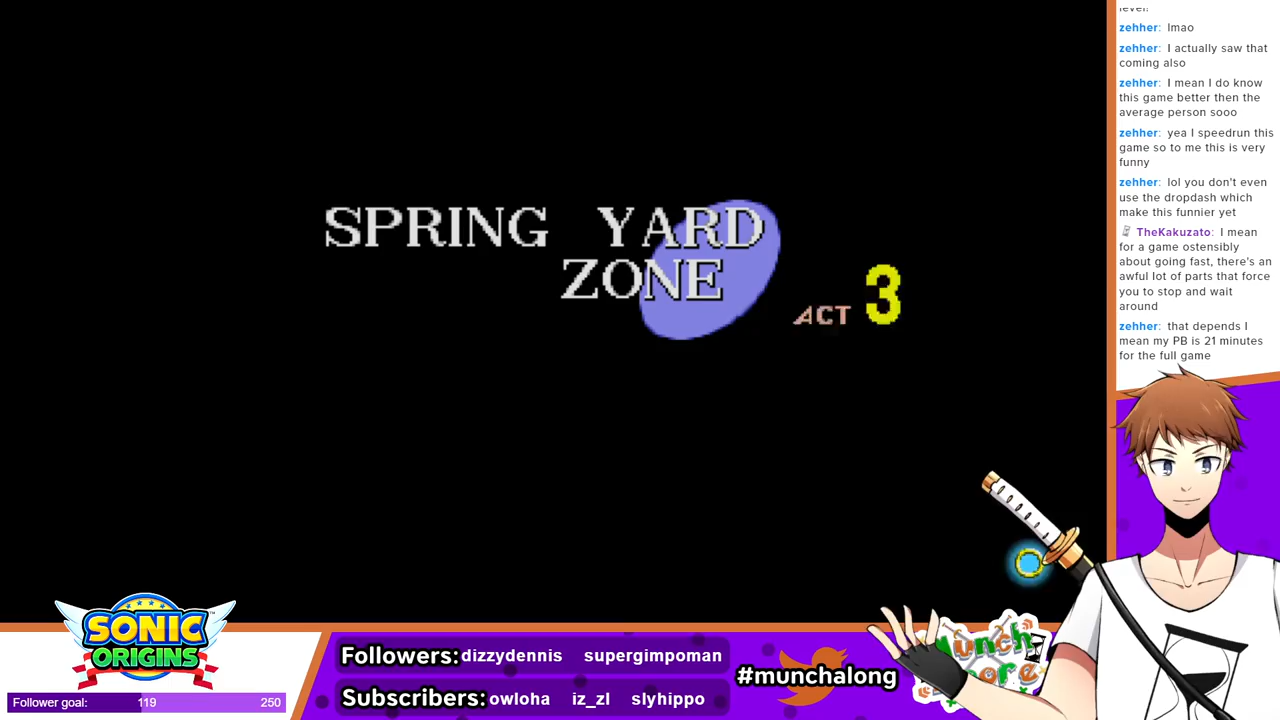 SPRING YARD
ZONE
ACT 3
level!
zehher: lmao
zehher: I actually saw that
coming also
zehher: I mean I do know
this game better then the
average person sooo
zehher: yea I speedrun this
game so to me this is very
funny
zehher: lol you don't even
use the dropdash which
make this funnier yet
TheKakuzato: I mean
for a game ostensibly
about going fast, there's an
awful lot of parts that force
you to stop and wait
around
zehher: that depends I
mean my PB is 21 minutes
for the full game
SONIC
ORIGINS
Follower goal: 119 250
Followers: dizzydennis supergimpoman
Subscribers: owloha iz_zl slyhippo
#munchalong